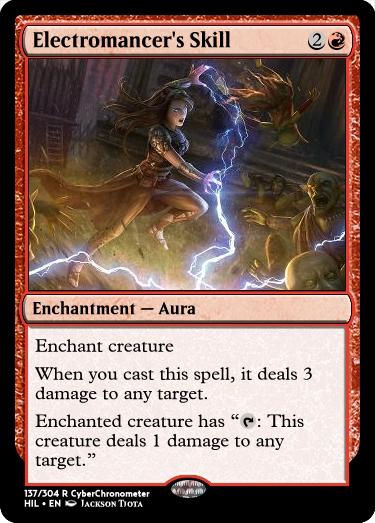 Electromancer's Skill 2
Enchantment — Aura
Enchant creature
When you cast this spell, it deals 3
damage to any target.
Enchanted creature has “: This
creature deals 1 damage to any
target.”
137/304 R CyberChronometer
HIL • EN Jackson Tjota